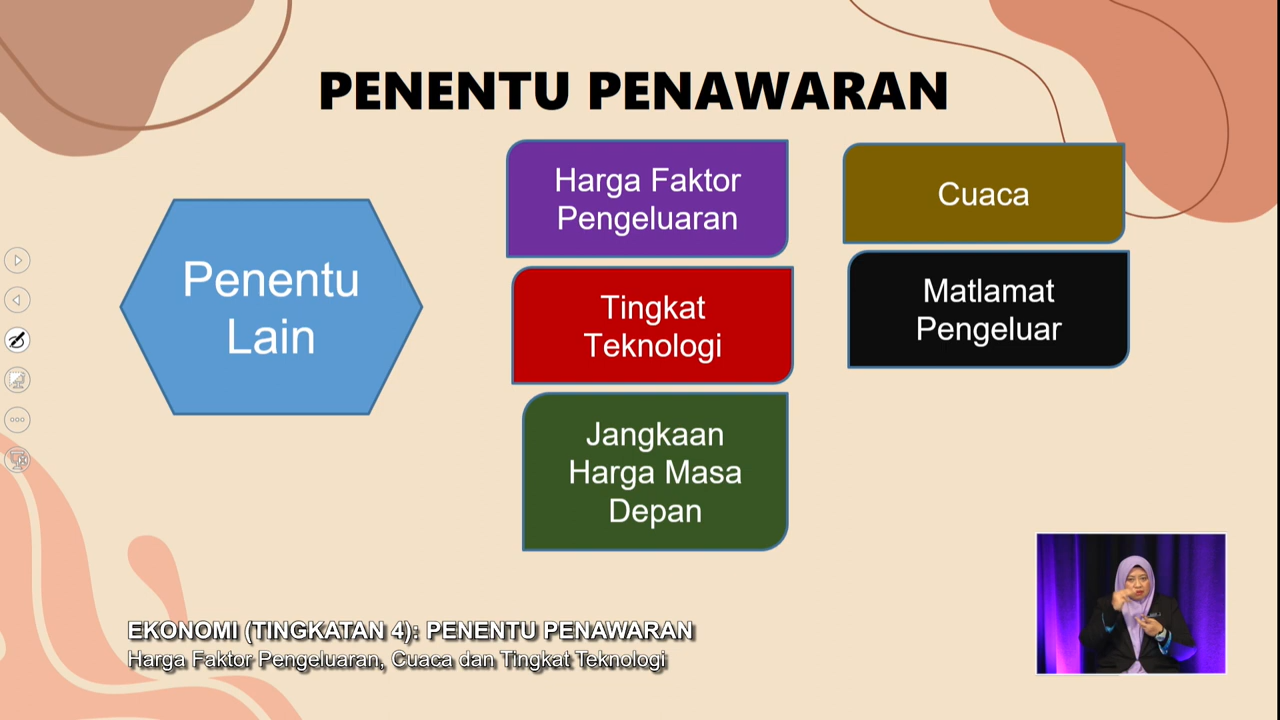 PENENTU PENAWARAN
Penentu
Lain
Harga Faktor
Pengeluaran
Tingkat
Teknologi
Jangkaan
Harga Masa
Depan
Cuaca
Matlamat
Pengeluar
EKONOMI (TINGKATAN 4): PENENTU PENAWARAN
Harga Faktor Pengeluaran, Cuaca dan Tingkat Teknologi